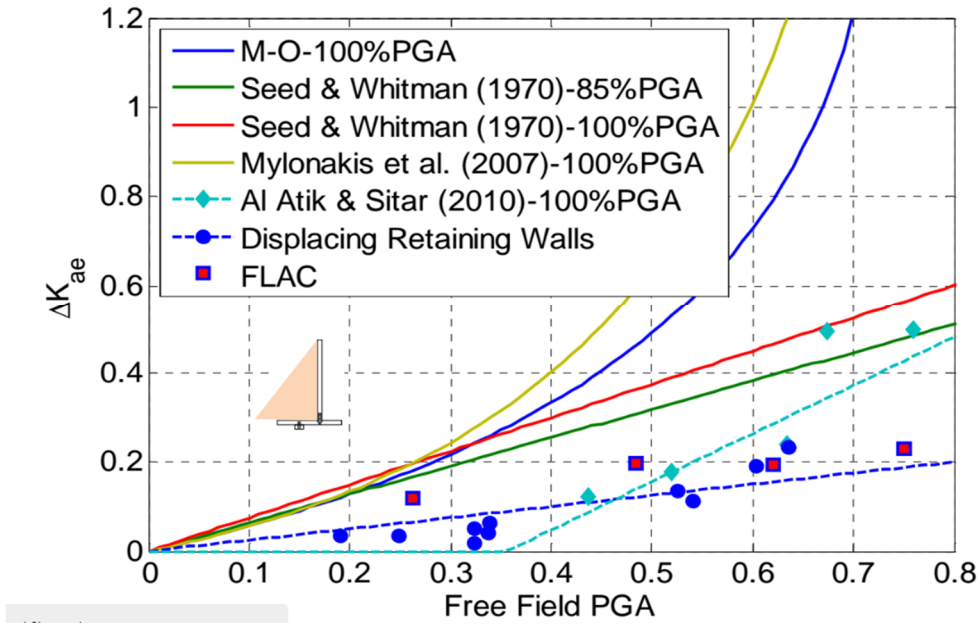 1.2
1
0.8
0.6
0.4
0.2
0
ΔKae
M-O-100%PGA
Seed & Whitman (1970)-85%PGA
Seed & Whitman (1970)-100%PGA
Mylonakis et al. (2007)-100%PGA
Al Atik & Sitar (2010)-100%PGA
Displacing Retaining Walls
FLAC
0 0.1 0.2 0.3 0.4 0.5 0.6 0.7 0.8
Free Field PGA